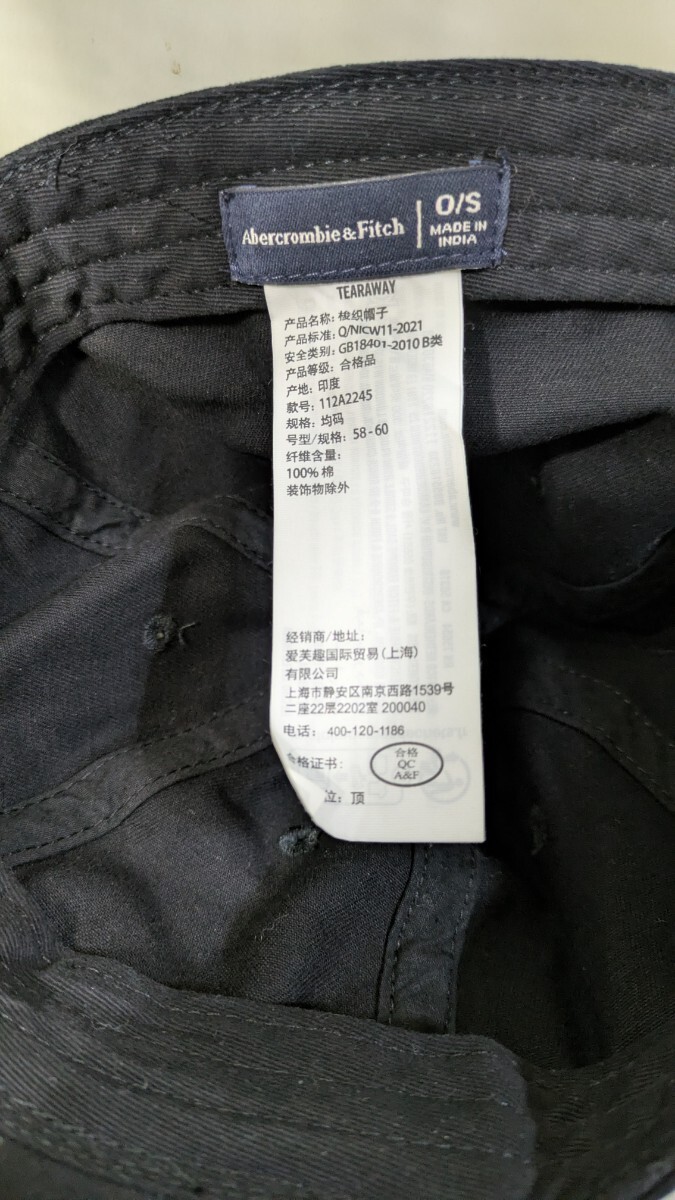 Abercrombie & Fitch
O/S
MADE IN
INDIA
TEARAWAY
产品名称: 梭织帽子
产品标准: Q/NICW11-2021
安全类别: GB18401-2010 B类
产品等级: 合格品
产地: 印度
款号: 112A2245
规格: 均码
号型/规格: 58-60
纤维含量:
100% 棉
装饰物除外
经销商/地址:
爱芙趣国际贸易(上海)
有限公司
上海市静安区南京西路1539号
二座22层2202室 200040
电话: 400-120-1186
格证书:
合格
QC
A&F
位: 顶